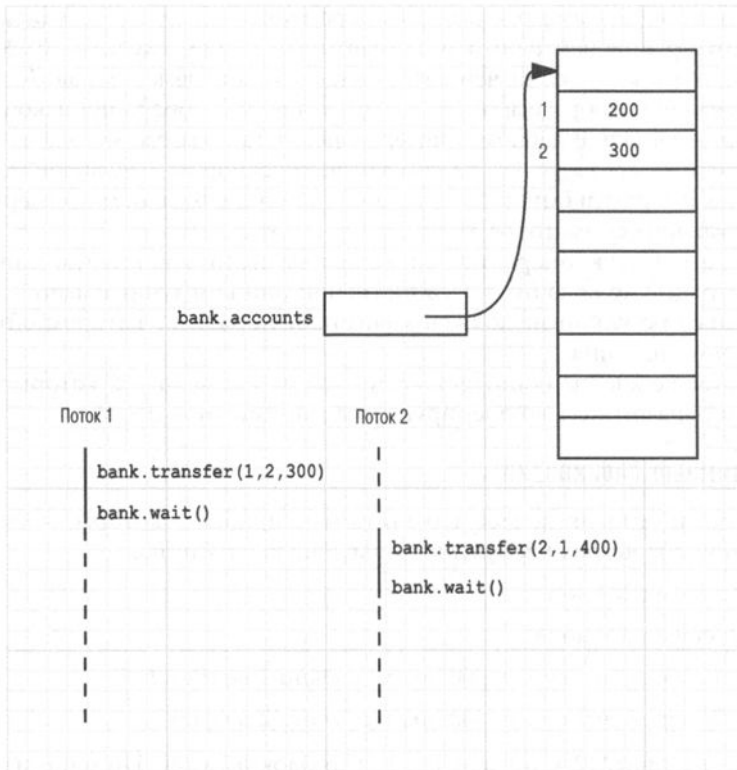 1 200
2 300
bank.accounts
Поток 1
Поток 2
bank.transfer(1,2,300)
bank.wait()
bank.transfer(2,1,400)
bank.wait()